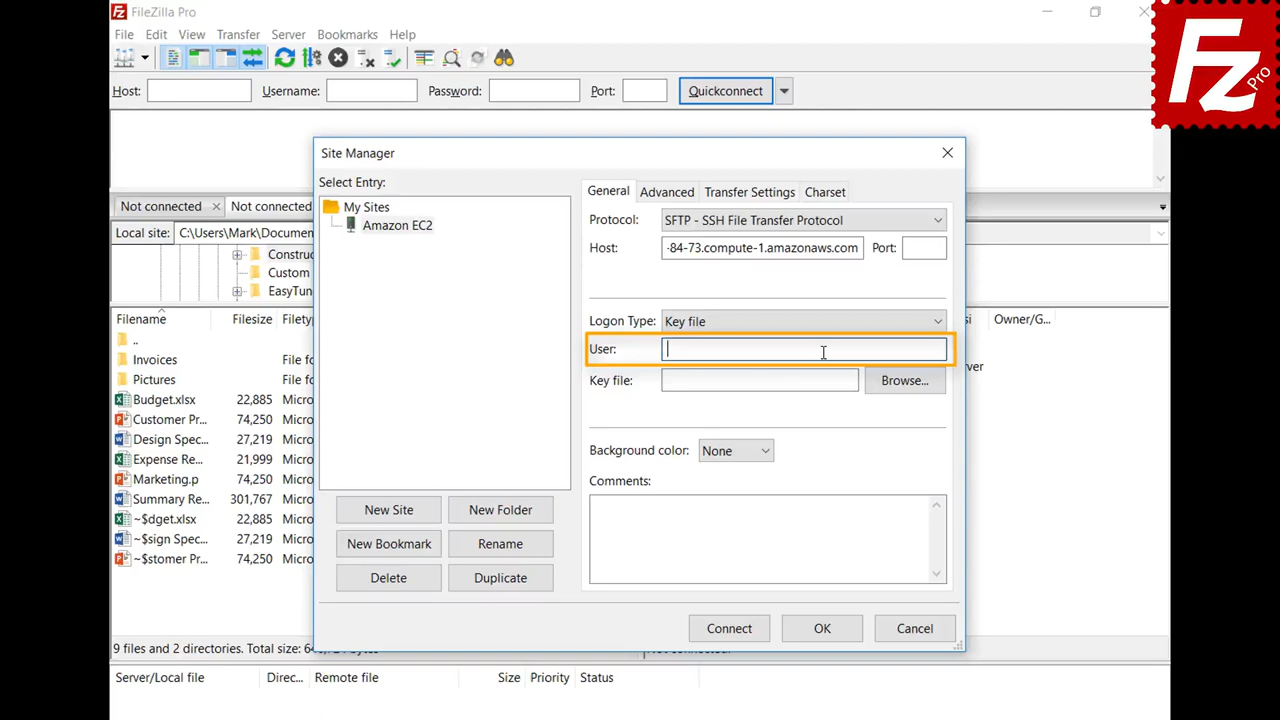 FileZilla Pro
File Edit View Transfer Server Bookmarks Help
Host: Username: Password: Port: Quickconnect
Fz Pro
Site Manager
Select Entry:
My Sites
Amazon EC2
New Site New Folder
New Bookmark Rename
Delete Duplicate
General Advanced Transfer Settings Charset
Protocol: SFTP - SSH File Transfer Protocol
Host: -84-73.compute-1.amazonaws.com Port:
Logon Type: Key file
User:
Key file: Browse...
Background color: None
Comments:
Connect OK Cancel
Not connected Not connected
Local site: C:\Users\Mark\Documen
Construc
Custom
EasyTun
Filename Filesize Filetyp Owner/G...
..
Invoices File fo
Pictures File fo
Budget.xlsx 22,885 Micro
Customer Pr... 74,250 Micro
Design Spec... 27,219 Micro
Expense Re... 21,999 Micro
Marketing.p 74,250 Micro
Summary Re... 301,767 Micro
~$dget.xlsx 22,885 Micro
~$sign Spec... 27,219 Micro
~$stomer Pr... 74,250 Micro
9 files and 2 directories. Total size:
Server/Local file Direc... Remote file Size Priority Status